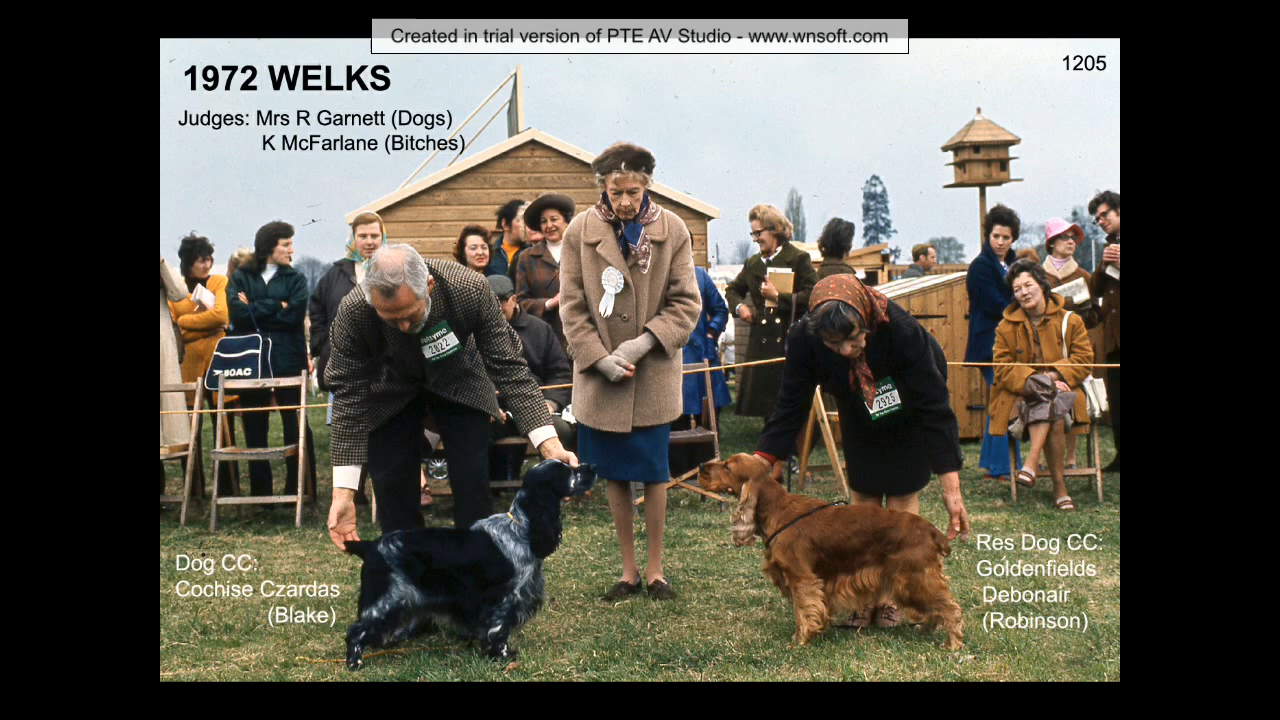 Created in trial version of PTE AV Studio - www.wnsoft.com
1205
1972 WELKS
Judges: Mrs R Garnett (Dogs)
K McFarlane (Bitches)
2822
2925
BOAC
Dog CC:
Cochise Czardas
(Blake)
Res Dog CC:
Goldenfields
Debonair
(Robinson)